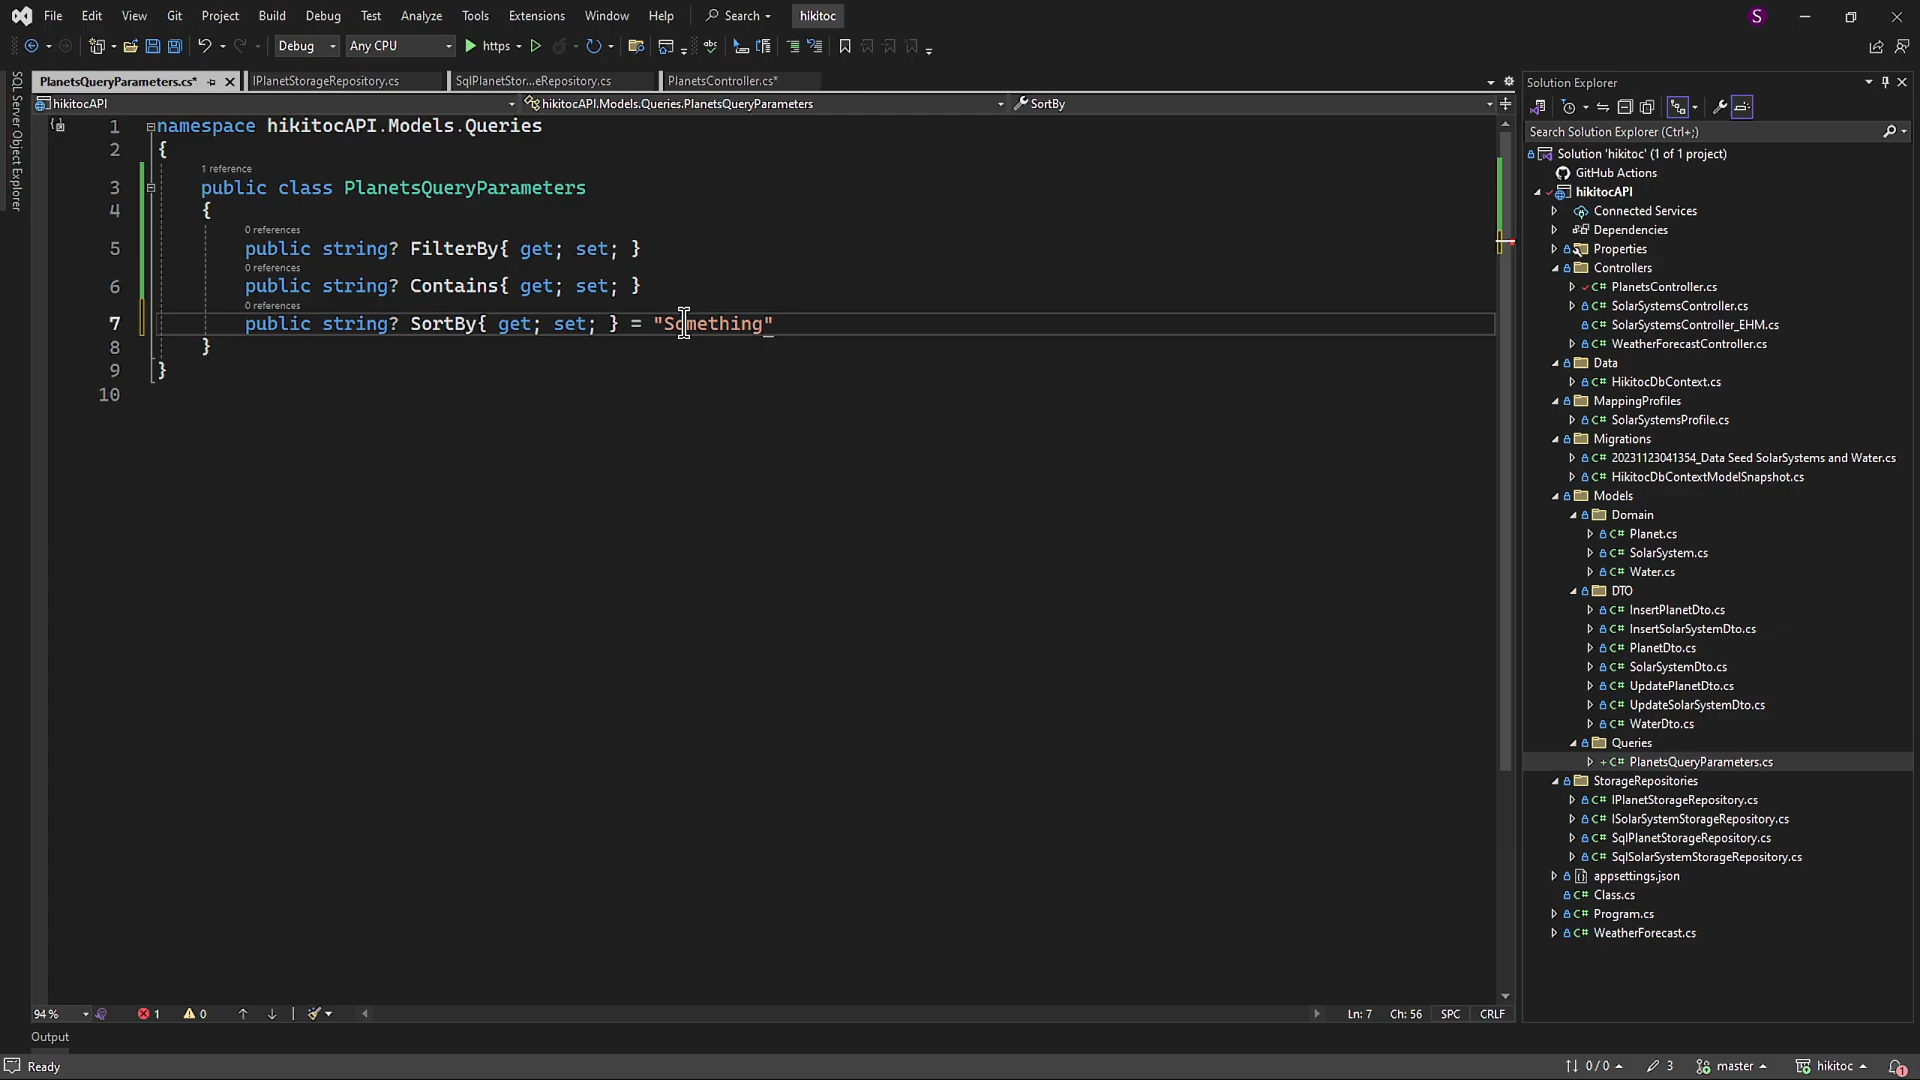 File Edit View Git Project Build Debug Test Analyze Tools Extensions Window Help Search hikitoc S
Debug Any CPU https
SQL Server Object Explorer
PlanetsQueryParameters.cs* IPlanetStorageRepository.cs SqlPlanetStor...eRepository.cs PlanetsController.cs*
hikitocAPI hikitocAPI.Models.Queries.PlanetsQueryParameters SortBy
1 namespace hikitocAPI.Models.Queries
2 {
1 reference
3 public class PlanetsQueryParameters
4 {
0 references
5 public string? FilterBy{ get; set; }
0 references
6 public string? Contains{ get; set; }
0 references
7 public string? SortBy{ get; set; } = "Something"
8 }
9 }
10
94 % 1 0 Ln: 7 Ch: 56 SPC CRLF
Output
Ready 0 / 0 3 master hikitoc 1
Solution Explorer
Search Solution Explorer (Ctrl+;)
Solution 'hikitoc' (1 of 1 project)
GitHub Actions
hikitocAPI
Connected Services
Dependencies
Properties
Controllers
C# PlanetsController.cs
C# SolarSystemsController.cs
C# SolarSystemsController_EHM.cs
C# WeatherForecastController.cs
Data
C# HikitocDbContext.cs
MappingProfiles
C# SolarSystemsProfile.cs
Migrations
C# 20231123041354_Data Seed SolarSystems and Water.cs
C# HikitocDbContextModelSnapshot.cs
Models
Domain
C# Planet.cs
C# SolarSystem.cs
C# Water.cs
DTO
C# InsertPlanetDto.cs
C# InsertSolarSystemDto.cs
C# PlanetDto.cs
C# SolarSystemDto.cs
C# UpdatePlanetDto.cs
C# UpdateSolarSystemDto.cs
C# WaterDto.cs
Queries
+ C# PlanetsQueryParameters.cs
StorageRepositories
C# IPlanetStorageRepository.cs
C# ISolarSystemStorageRepository.cs
C# SqlPlanetStorageRepository.cs
C# SqlSolarSystemStorageRepository.cs
appsettings.json
C# Class.cs
C# Program.cs
C# WeatherForecast.cs